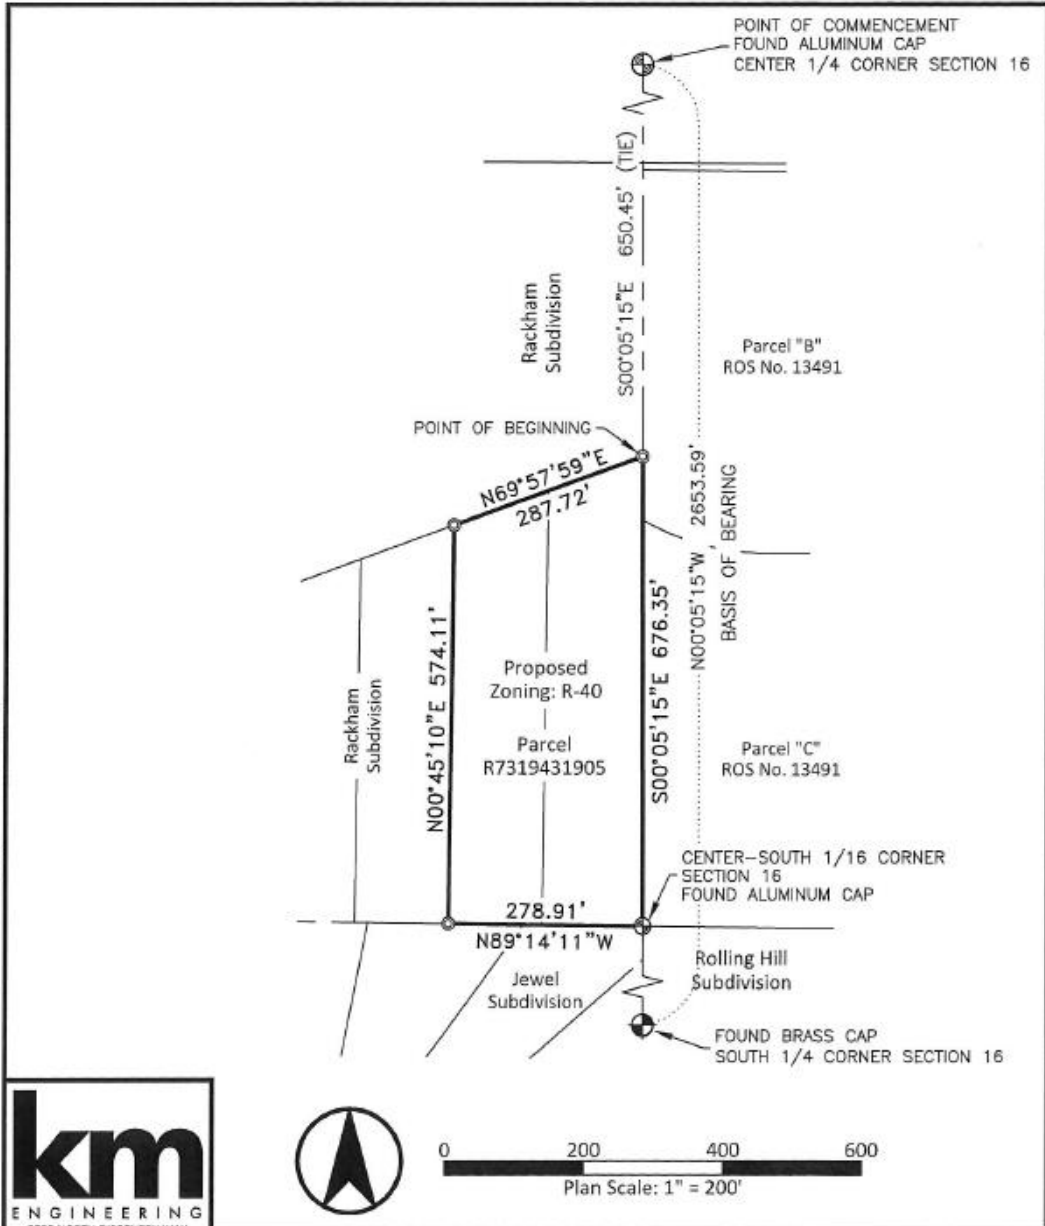 POINT OF COMMENCEMENT
FOUND ALUMINUM CAP
CENTER 1/4 CORNER SECTION 16
S00°05'15"E 650.45' (TIE)
Rackham
Subdivision
Parcel "B"
ROS No. 13491
POINT OF BEGINNING
N69°57'59"E
287.72'
N00°05'15"W 2653.59'
BASIS OF BEARING
N00°45'10"E 574.11'
S00°05'15"E 676.35'
Proposed
Zoning: R-40
Rackham
Subdivision
Parcel
R7319431905
Parcel "C"
ROS No. 13491
CENTER-SOUTH 1/16 CORNER
SECTION 16
FOUND ALUMINUM CAP
278.91'
N89°14'11"W
Jewel
Subdivision
Rolling Hill
Subdivision
FOUND BRASS CAP
SOUTH 1/4 CORNER SECTION 16
km
ENGINEERING
0 200 400 600
Plan Scale: 1" = 200'